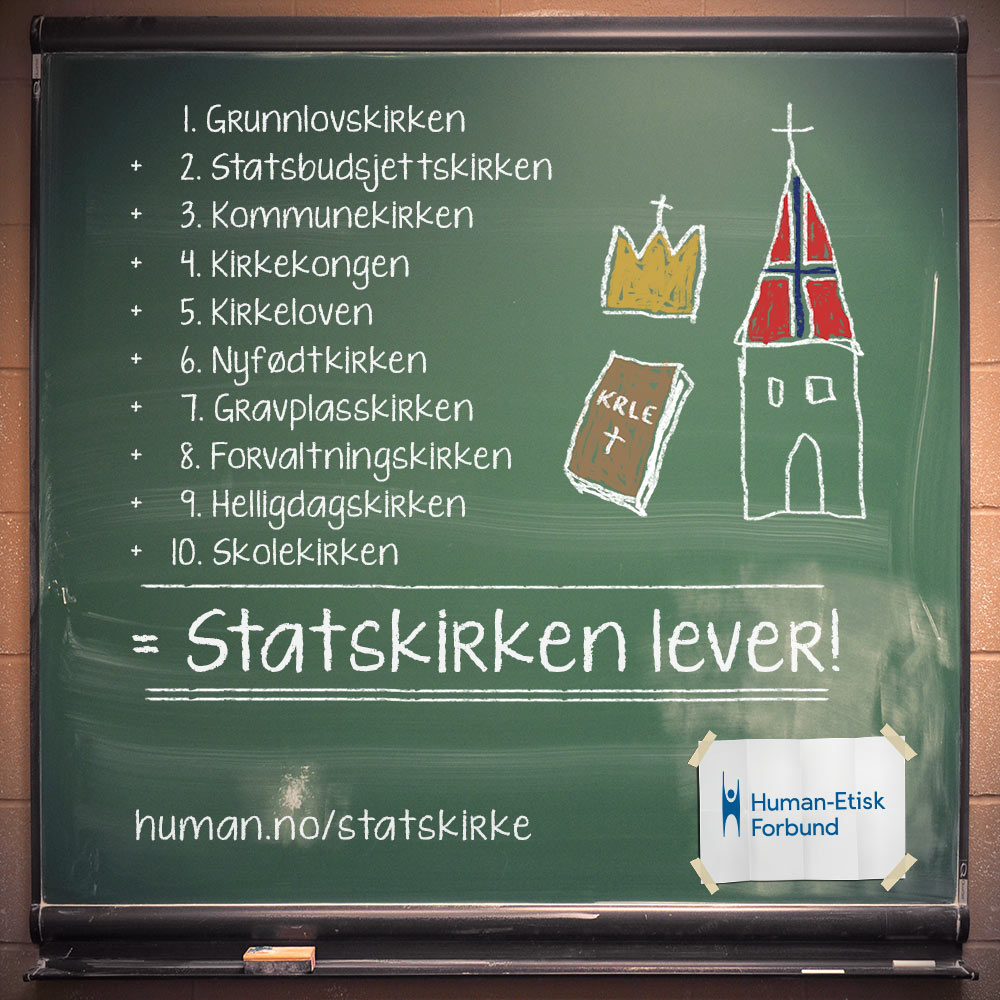 1. Grunnlovskirken
+ 2. Statsbudsjettskirken
+ 3. Kommunekirken
+ 4. Kirkekongen
+ 5. Kirkeloven
+ 6. Nyfødtkirken
+ 7. Gravplasskirken
+ 8. Forvaltningskirken
+ 9. Helligdagskirken
+ 10. Skolekirken
= Statskirken lever!
KRLE
human.no/statskirke
Human-Etisk
Forbund